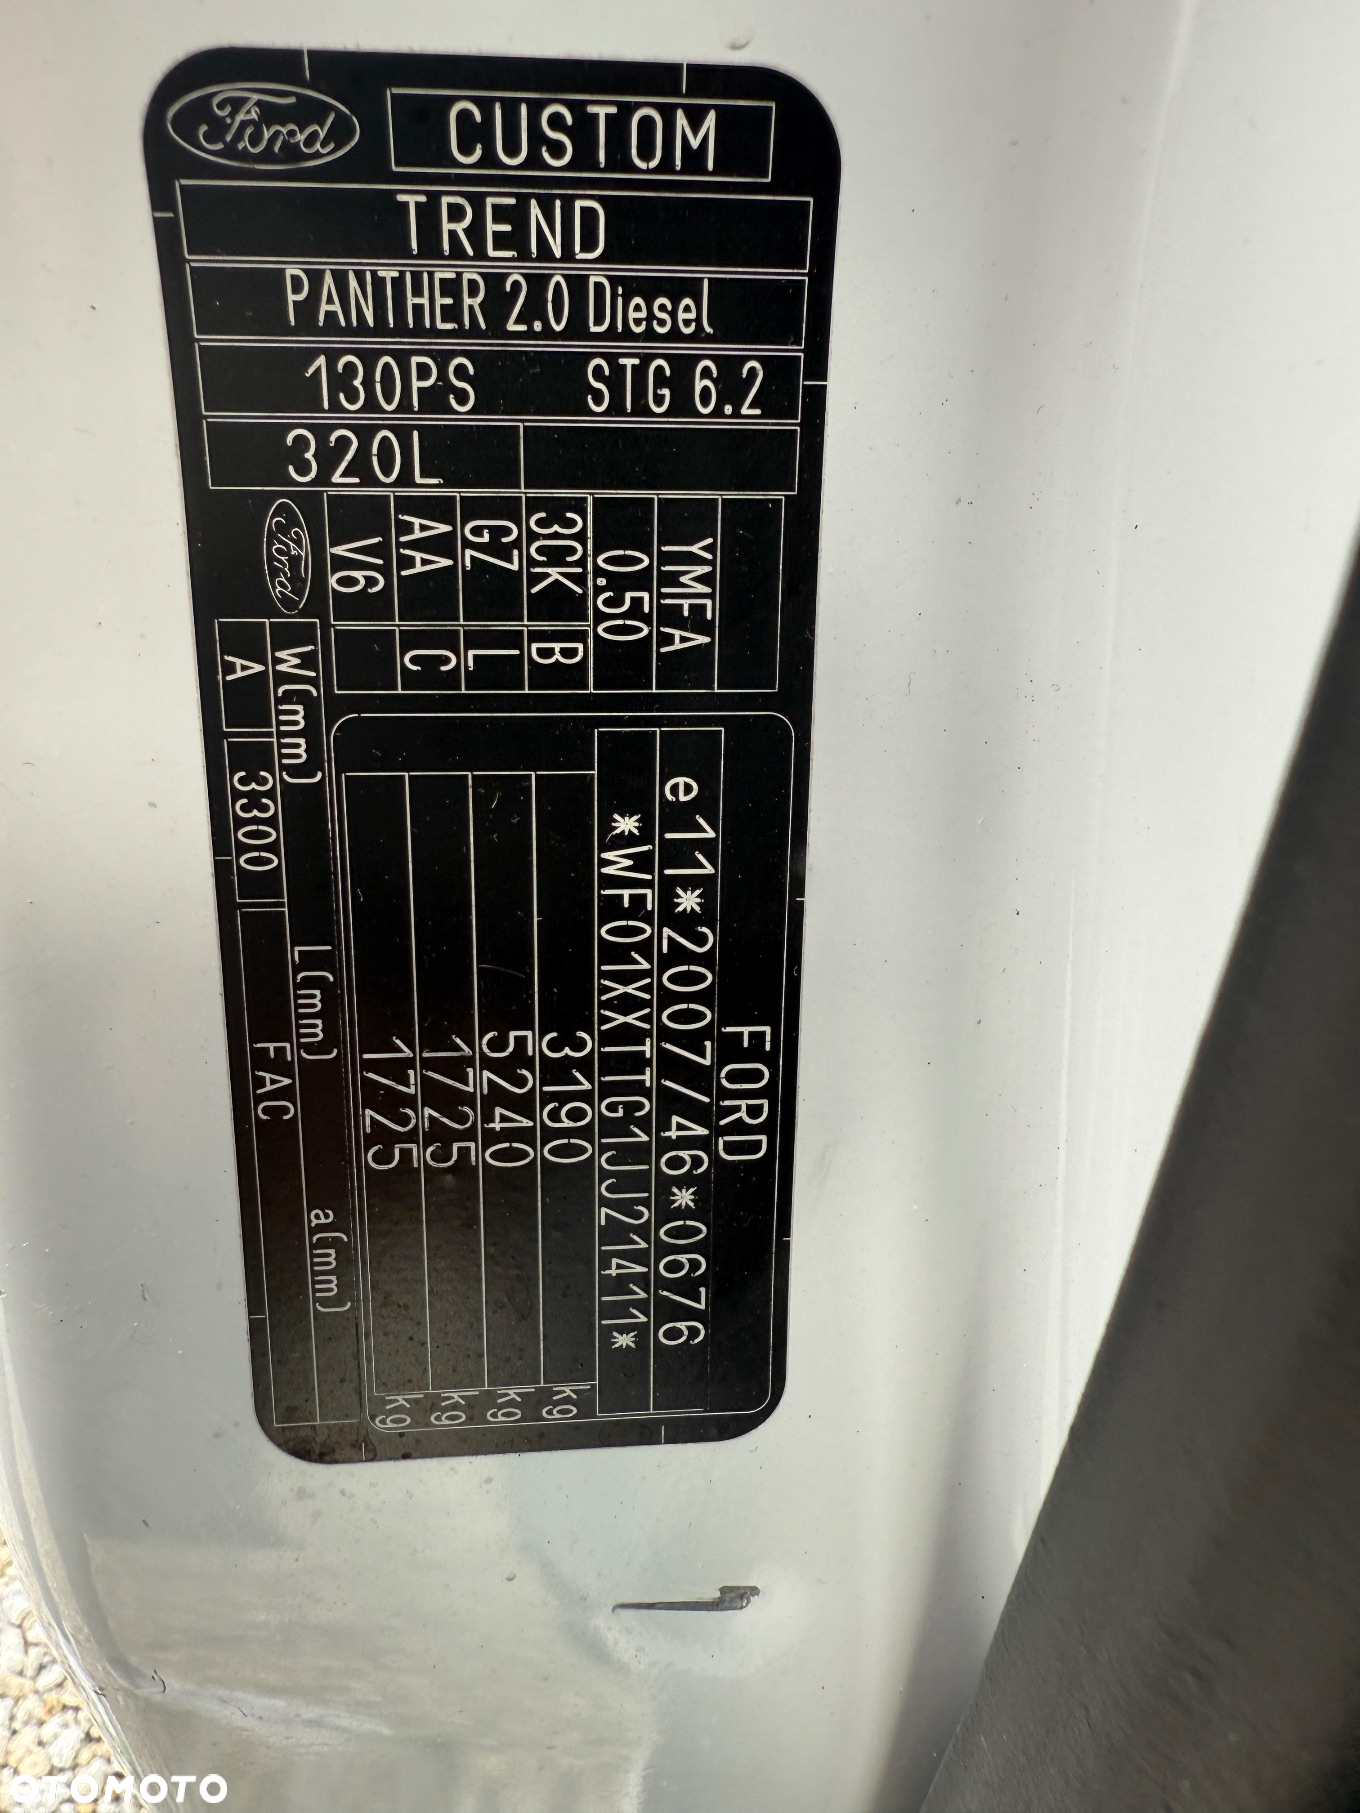 Ford
CUSTOM
TREND
PANTHER 2.0 Diesel
130PS STG 6.2
320L
YMFA
0.50
3CK B
GZ L
AA C
V6
Ford
FORD
e11*2007/46*0676
*WF01XXTTG1JJ21411*
3190 kg
5240 kg
1725 kg
1725 kg
W(mm) L(mm) a(mm)
A 3300 FAC
OTOMOTO